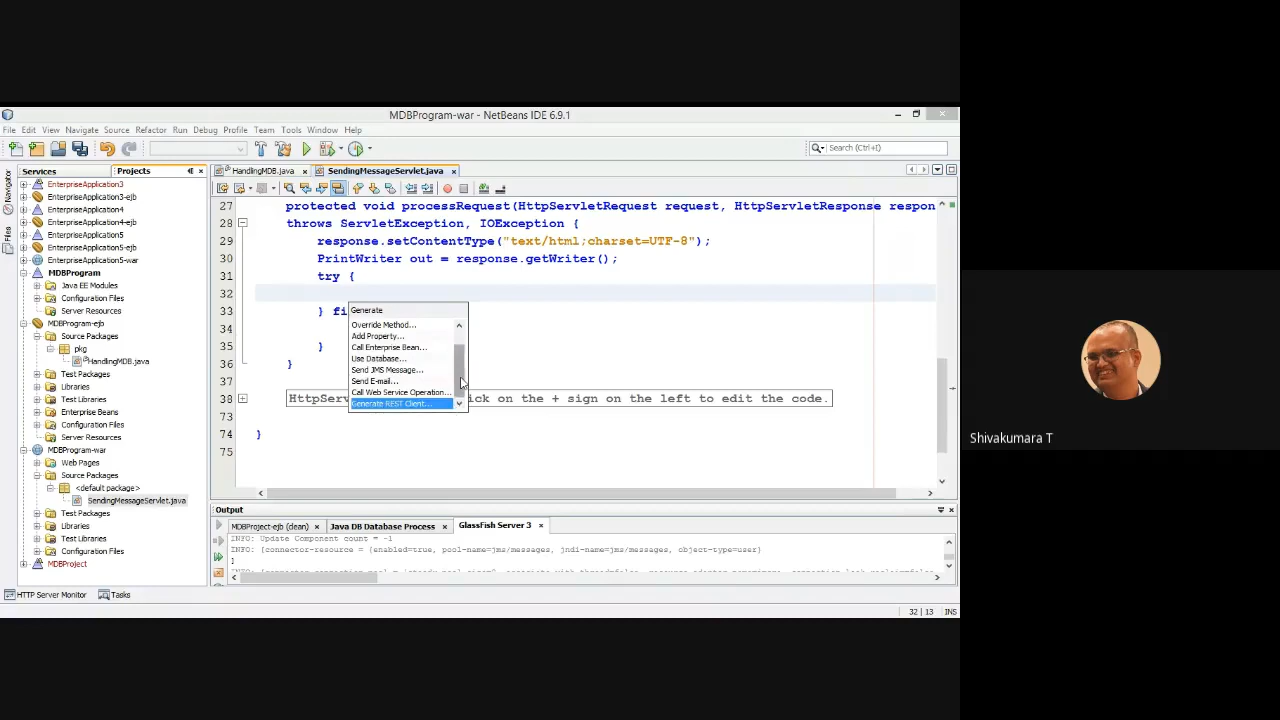 MDBProgram-war - NetBeans IDE 6.9.1
File Edit View Navigate Source Refactor Run Debug Profile Team Tools Window Help
Search (Ctrl+I)
Services Projects
HandlingMDB.java SendingMessageServlet.java
Navigator
Files
EnterpriseApplication3
EnterpriseApplication3-ejb
EnterpriseApplication4
EnterpriseApplication4-ejb
EnterpriseApplication5
EnterpriseApplication5-ejb
EnterpriseApplication5-war
MDBProgram
Java EE Modules
Configuration Files
Server Resources
MDBProgram-ejb
Source Packages
pkg
HandlingMDB.java
Test Packages
Libraries
Test Libraries
Enterprise Beans
Configuration Files
Server Resources
MDBProgram-war
Web Pages
Source Packages
<default package>
SendingMessageServlet.java
Test Packages
Libraries
Test Libraries
Configuration Files
MDBProject
27 protected void processRequest(HttpServletRequest request, HttpServletResponse respon
28 throws ServletException, IOException {
29 response.setContentType("text/html;charset=UTF-8");
30 PrintWriter out = response.getWriter();
31 try {
32
33 } fi
34
35 }
36 }
37
38 HttpServ ick on the + sign on the left to edit the code.
73
74 }
75
Generate
Override Method...
Add Property...
Call Enterprise Bean...
Use Database...
Send JMS Message...
Send E-mail...
Call Web Service Operation...
Generate REST Client...
Output
MDBProject-ejb (clean) Java DB Database Process GlassFish Server 3
INFO: Update Component count = -1
INFO: {connector-resource = {enabled=true, pool-name=jms/messages, jndi-name=jms/messages, object-type=user}
]
HTTP Server Monitor Tasks
32 | 13 INS
Shivakumara T